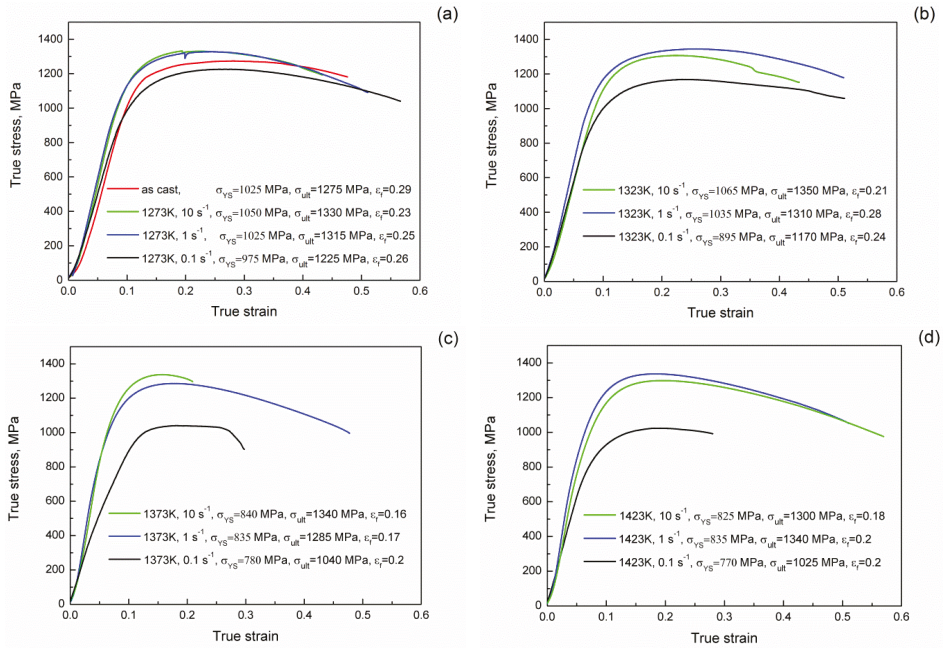 (a)
True stress, MPa
1400
1200
1000
800
600
400
200
0
as cast, σYS=1025 MPa, σult=1275 MPa, εf=0.29
1273K, 10 s-1, σYS=1050 MPa, σult=1330 MPa, εf=0.23
1273K, 1 s-1, σYS=1025 MPa, σult=1315 MPa, εf=0.25
1273K, 0.1 s-1, σYS=975 MPa, σult=1225 MPa, εf=0.26
0.0 0.1 0.2 0.3 0.4 0.5 0.6
True strain
(b)
True stress, MPa
1400
1200
1000
800
600
400
200
0
1323K, 10 s-1, σYS=1065 MPa, σult=1350 MPa, εf=0.21
1323K, 1 s-1, σYS=1035 MPa, σult=1310 MPa, εf=0.28
1323K, 0.1 s-1, σYS=895 MPa, σult=1170 MPa, εf=0.24
0.0 0.1 0.2 0.3 0.4 0.5 0.6
True strain
(c)
True stress, MPa
1400
1200
1000
800
600
400
200
0
1373K, 10 s-1, σYS=840 MPa, σult=1340 MPa, εf=0.16
1373K, 1 s-1, σYS=835 MPa, σult=1285 MPa, εf=0.17
1373K, 0.1 s-1, σYS=780 MPa, σult=1040 MPa, εf=0.2
0.0 0.1 0.2 0.3 0.4 0.5 0.6
True strain
(d)
True stress, MPa
1400
1200
1000
800
600
400
200
0
1423K, 10 s-1, σYS=825 MPa, σult=1300 MPa, εf=0.18
1423K, 1 s-1, σYS=835 MPa, σult=1340 MPa, εf=0.2
1423K, 0.1 s-1, σYS=770 MPa, σult=1025 MPa, εf=0.2
0.0 0.1 0.2 0.3 0.4 0.5 0.6
True strain